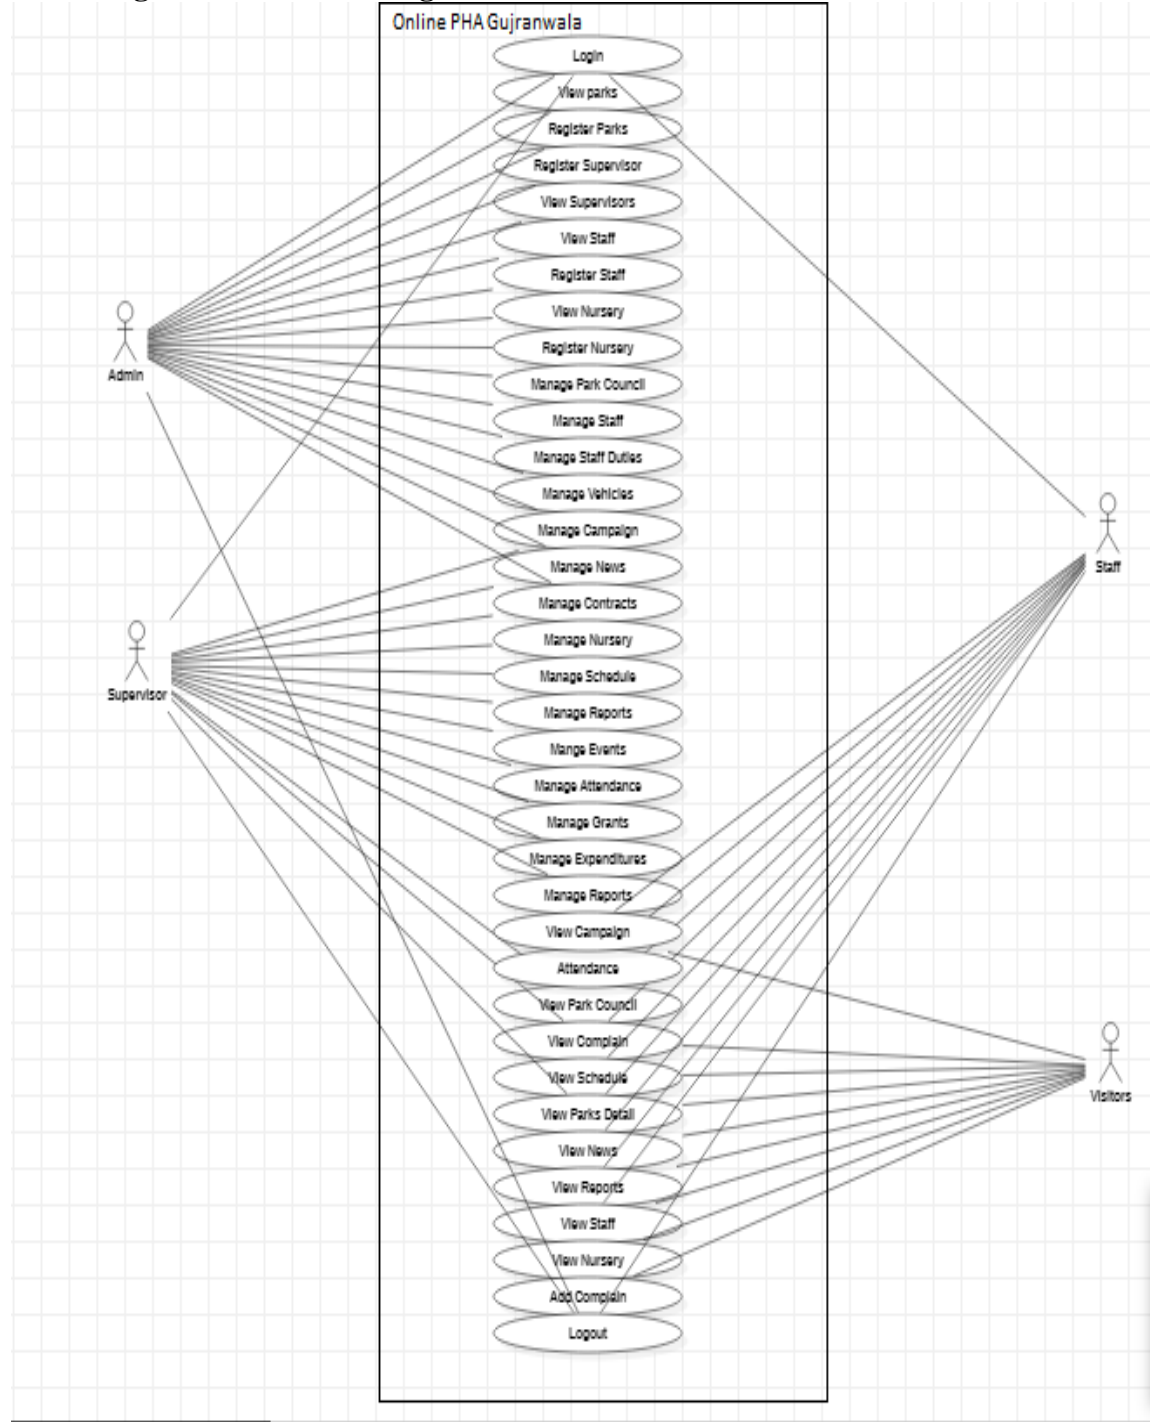 Online PHA Gujranwala
Login
View parks
Register Parks
Register Supervisor
View Supervisors
View Staff
Register Staff
View Nursery
Register Nursery
Manage Park Council
Admin
Manage Staff
Manage Staff Duties
Manage Vehicles
Manage Campaign
Manage News
Staff
Manage Contracts
Manage Nursery
Manage Schedule
Supervisor
Manage Reports
Mange Events
Manage Attendance
Manage Grants
Manage Expenditures
Manage Reports
View Campaign
Attendance
View Park Council
View Complain
View Schedule
Visitors
View Parks Detail
View News
View Reports
View Staff
View Nursery
Add Complain
Logout